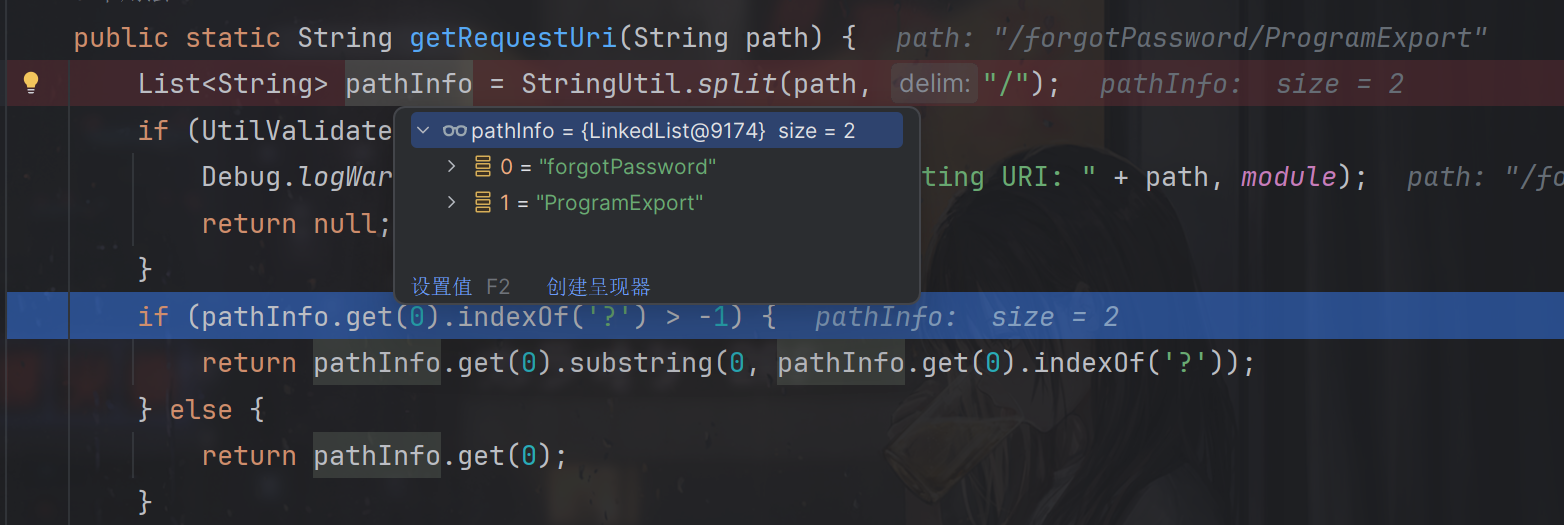 public static String getRequestUri(String path) { path: "/forgotPassword/ProgramExport"
List<String> pathInfo = StringUtil.split(path, delim: "/"); pathInfo: size = 2
if (UtilValidate
pathInfo = {LinkedList@9174} size = 2
0 = "forgotPassword"
Debug.logWar ting URI: " + path, module); path: "/fo
1 = "ProgramExport"
return null;
}
设置值 F2 创建呈现器
if (pathInfo.get(0).indexOf('?') > -1) { pathInfo: size = 2
return pathInfo.get(0).substring(0, pathInfo.get(0).indexOf('?'));
} else {
return pathInfo.get(0);
}